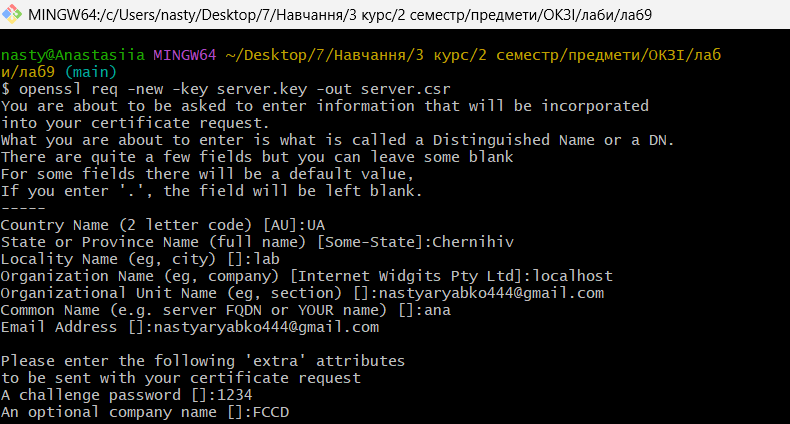 MINGW64:/c/Users/nasty/Desktop/7/Навчання/3 курс/2 семестр/предмети/ОКЗІ/лаби/лаб9
nasty@Anastasiia MINGW64 ~/Desktop/7/Навчання/3 курс/2 семестр/предмети/ОКЗІ/лаб
и/лаб9 (main)
$ openssl req -new -key server.key -out server.csr
You are about to be asked to enter information that will be incorporated
into your certificate request.
What you are about to enter is what is called a Distinguished Name or a DN.
There are quite a few fields but you can leave some blank
For some fields there will be a default value,
If you enter '.', the field will be left blank.
-----
Country Name (2 letter code) [AU]:UA
State or Province Name (full name) [Some-State]:Chernihiv
Locality Name (eg, city) []:lab
Organization Name (eg, company) [Internet Widgits Pty Ltd]:localhost
Organizational Unit Name (eg, section) []:nastyaryabko444@gmail.com
Common Name (e.g. server FQDN or YOUR name) []:ana
Email Address []:nastyaryabko444@gmail.com

Please enter the following 'extra' attributes
to be sent with your certificate request
A challenge password []:1234
An optional company name []:FCCD